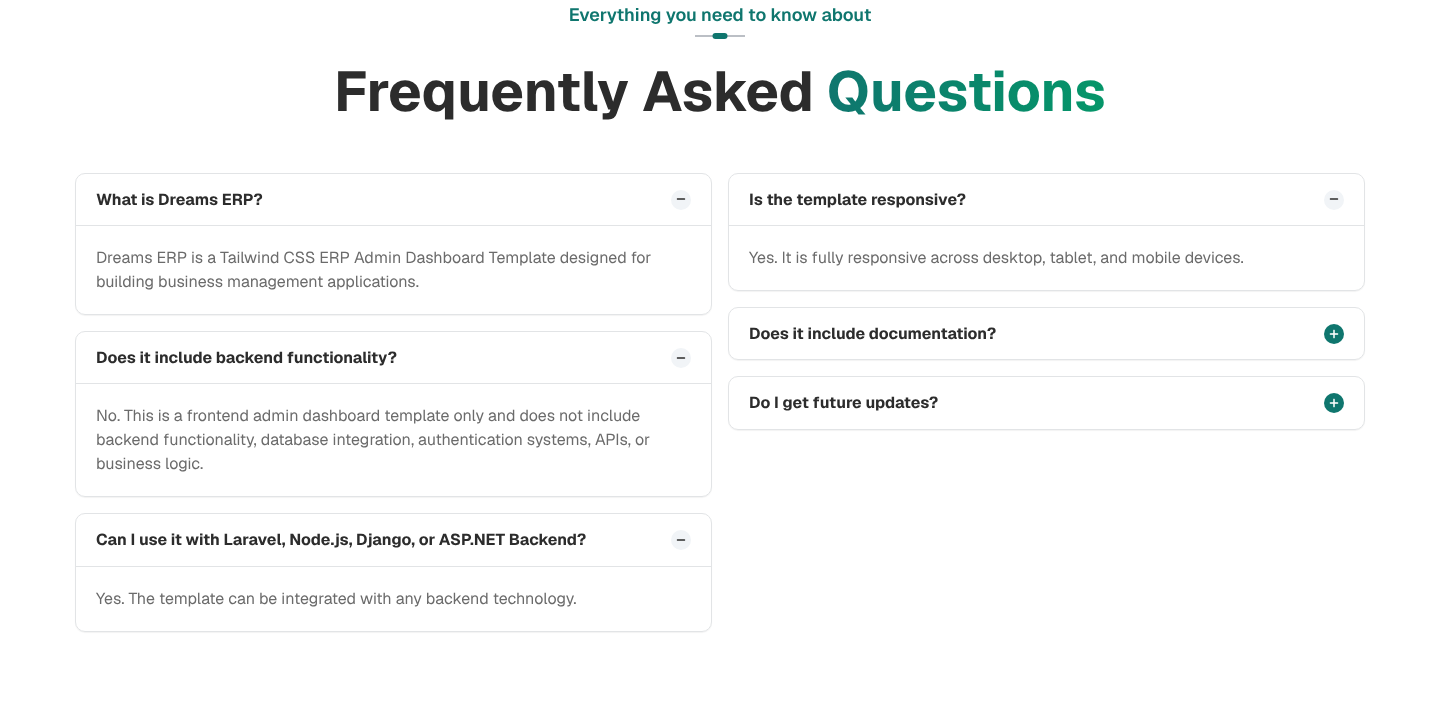 Everything you need to know about
Frequently Asked Questions
What is Dreams ERP?
Dreams ERP is a Tailwind CSS ERP Admin Dashboard Template designed for
building business management applications.
Does it include backend functionality?
No. This is a frontend admin dashboard template only and does not include
backend functionality, database integration, authentication systems, APIs, or
business logic.
Can I use it with Laravel, Node.js, Django, or ASP.NET Backend?
Yes. The template can be integrated with any backend technology.
Is the template responsive?
Yes. It is fully responsive across desktop, tablet, and mobile devices.
Does it include documentation?
Do I get future updates?